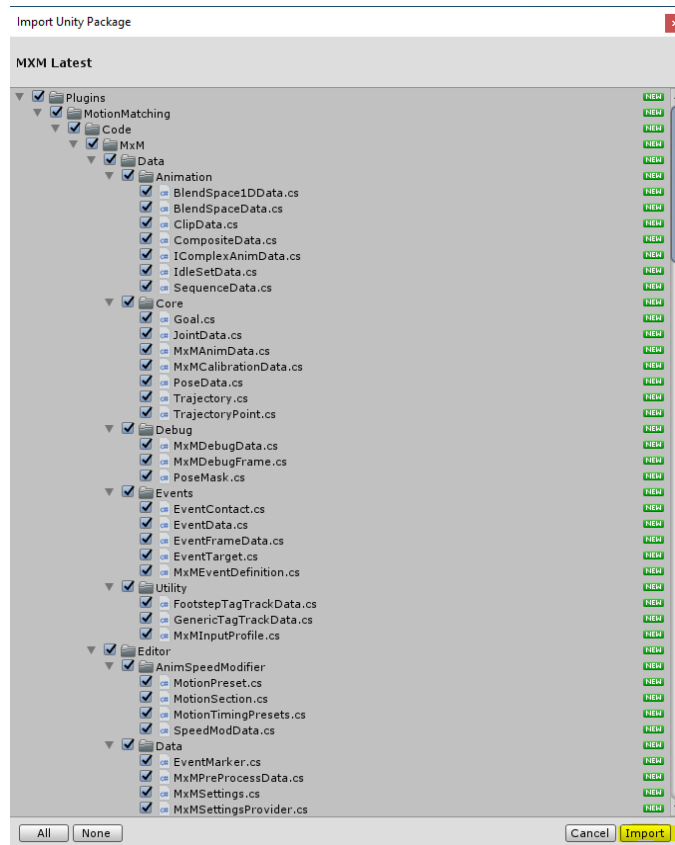 Import Unity Package
MXM Latest
Plugins NEW
MotionMatching NEW
Code NEW
MxM NEW
Data NEW
Animation NEW
BlendSpace1DData.cs NEW
BlendSpaceData.cs NEW
ClipData.cs NEW
CompositeData.cs NEW
IComplexAnimData.cs NEW
IdleSetData.cs NEW
SequenceData.cs NEW
Core NEW
Goal.cs NEW
JointData.cs NEW
MxMAnimData.cs NEW
MxMCalibrationData.cs NEW
PoseData.cs NEW
Trajectory.cs NEW
TrajectoryPoint.cs NEW
Debug NEW
MxMDebugData.cs NEW
MxMDebugFrame.cs NEW
PoseMask.cs NEW
Events NEW
EventContact.cs NEW
EventData.cs NEW
EventFrameData.cs NEW
EventTarget.cs NEW
MxMEventDefinition.cs NEW
Utility NEW
FootstepTagTrackData.cs NEW
GenericTagTrackData.cs NEW
MxMInputProfile.cs NEW
Editor NEW
AnimSpeedModifier NEW
MotionPreset.cs NEW
MotionSection.cs NEW
MotionTimingPresets.cs NEW
SpeedModData.cs NEW
Data NEW
EventMarker.cs NEW
MxMPreProcessData.cs NEW
MxMSettings.cs NEW
MxMSettingsProvider.cs NEW
All None Cancel Import